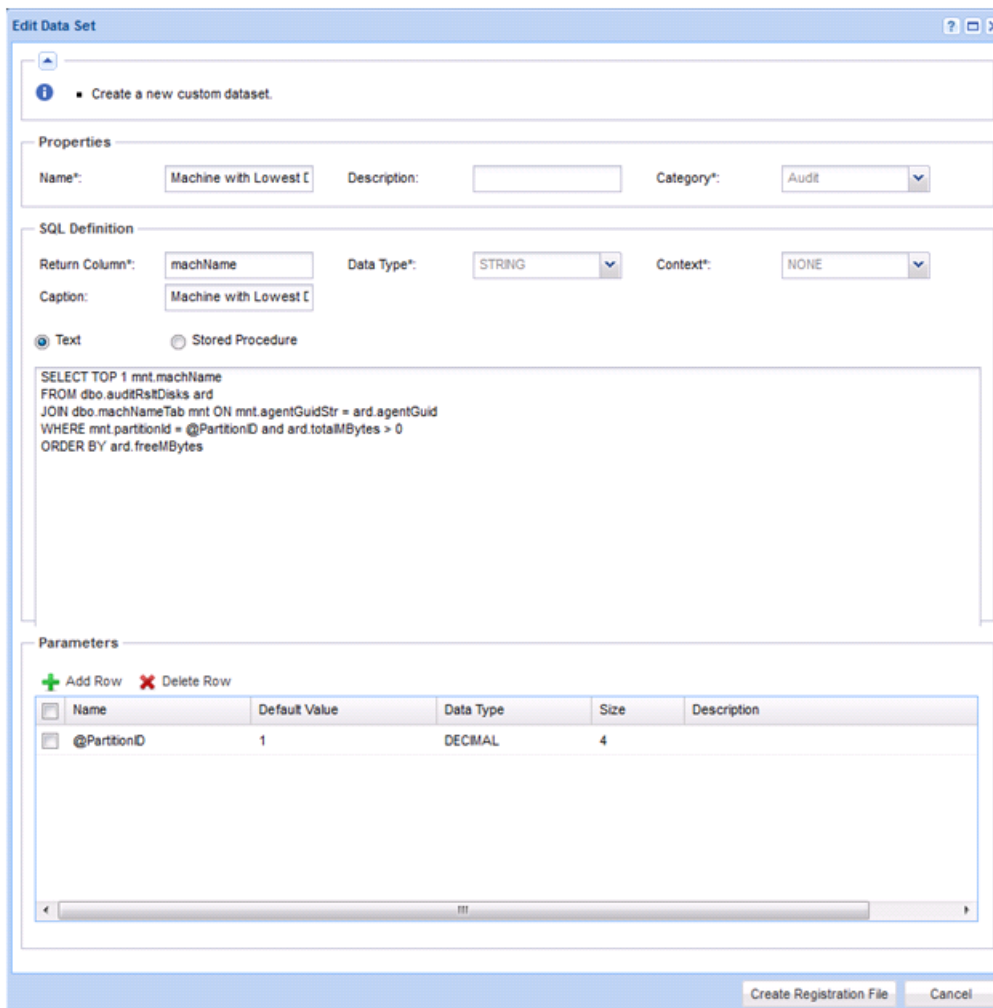 Edit Data Set
Create a new custom dataset.
Properties
Name*: Machine with Lowest D Description: Category*: Audit
SQL Definition
Return Column*: machName Data Type*: STRING Context*: NONE
Caption: Machine with Lowest D
Text Stored Procedure
SELECT TOP 1 mnt.machName
FROM dbo.auditRsltDisks ard
JOIN dbo.machNameTab mnt ON mnt.agentGuidStr = ard.agentGuid
WHERE mnt.partitionId = @PartitionID and ard.totalMBytes > 0
ORDER BY ard.freeMBytes
Parameters
Add Row Delete Row
Name Default Value Data Type Size Description
@PartitionID 1 DECIMAL 4
Create Registration File Cancel